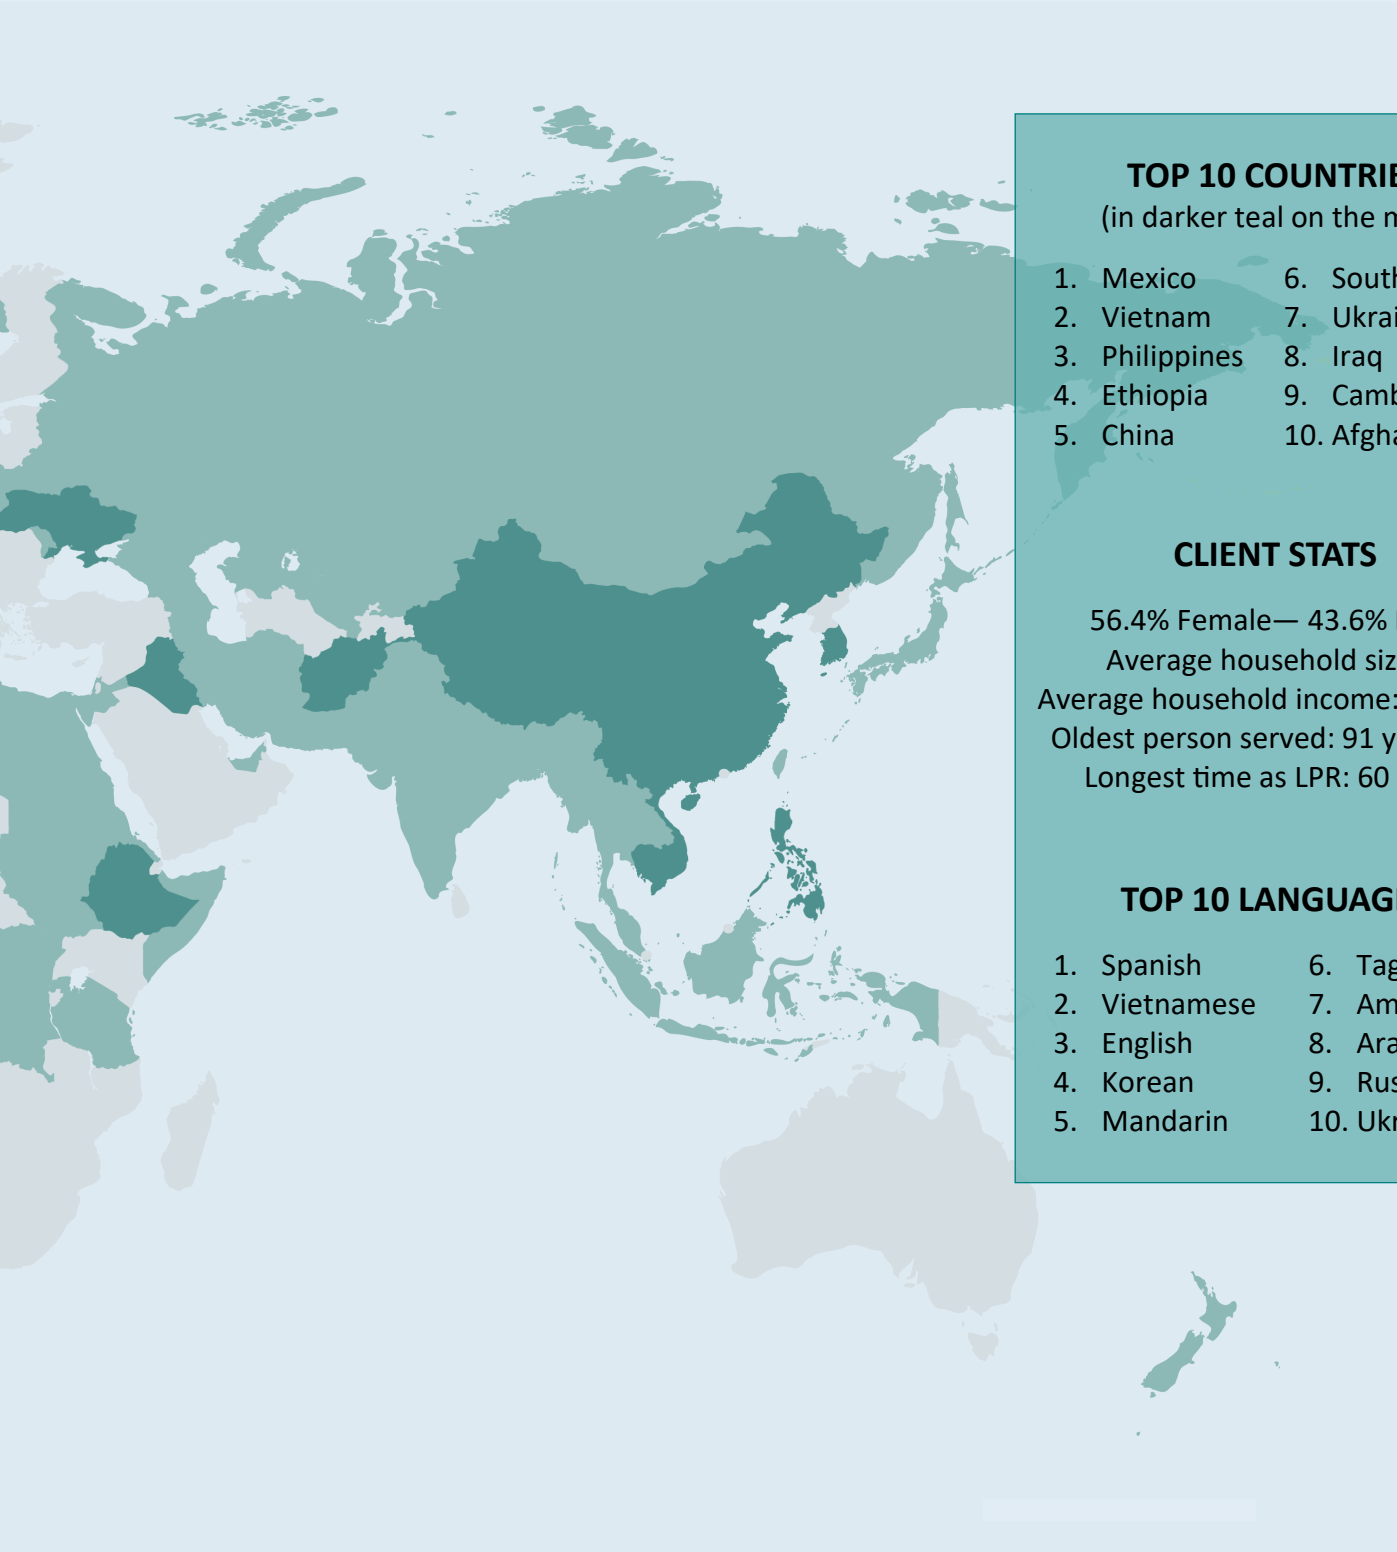 TOP 10 COUNTRIE
(in darker teal on the m
1. Mexico
2. Vietnam
3. Philippines
4. Ethiopia
5. China
6. South
7. Ukrai
8. Iraq
9. Camb
10. Afgha
CLIENT STATS
56.4% Female— 43.6%
Average household siz
Average household income:
Oldest person served: 91 y
Longest time as LPR: 60
TOP 10 LANGUAG
1. Spanish
2. Vietnamese
3. English
4. Korean
5. Mandarin
6. Tag
7. Am
8. Ara
9. Rus
10. Ukr